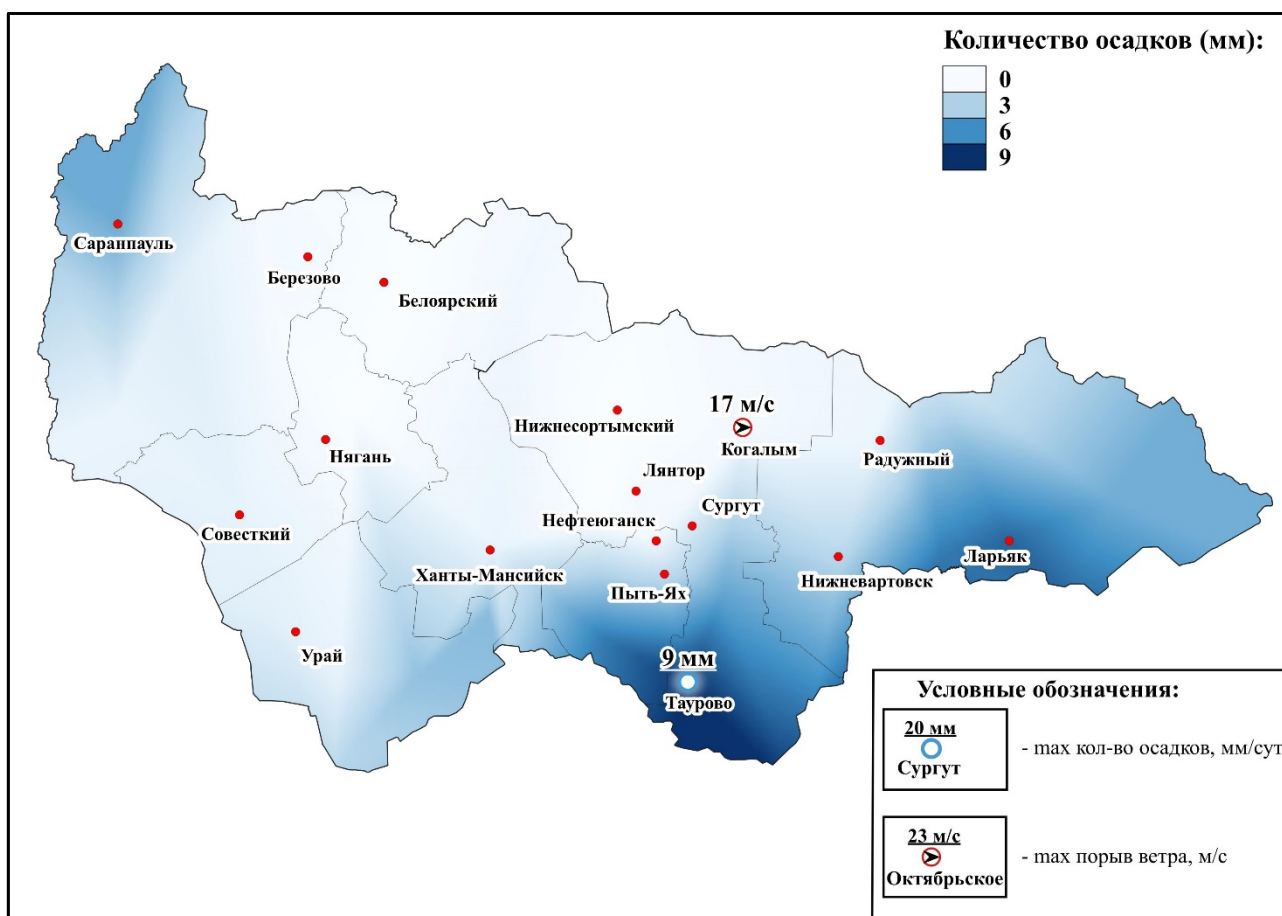 Количество осадков (мм):
0
3
6
9
Саранпауль
Березово
Белоярский
17 м/с
Нижнесортымский
Когалым
Нягань
Радужный
Лянтор
Сургут
Нефтеюганск
Совесткий
Ханты-Мансийск
Пыть-Ях
Нижневартовск
Ларьяк
Урай
9 мм
Таурово
Условные обозначения:
20 мм
Сургут
- max кол-во осадков, мм/сут
23 м/с
Октябрьское
- max порыв ветра, м/с